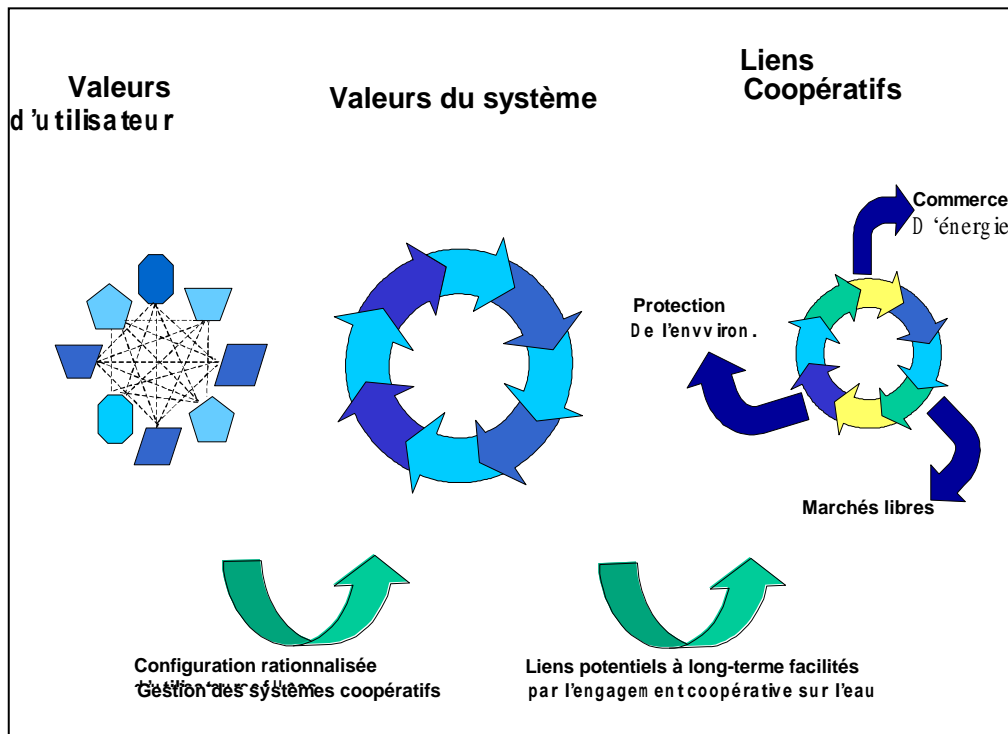 Valeurs
d'utilisateur
Valeurs du système
Liens
Coopératifs
Commerce
D ‘énergie
Protection
De l'envviron.
Marchés libres
Configuration rationnalisée
Gestion des systèmes coopératifs
Liens potentiels à long-terme facilités
par l'engagement coopérative sur l'eau